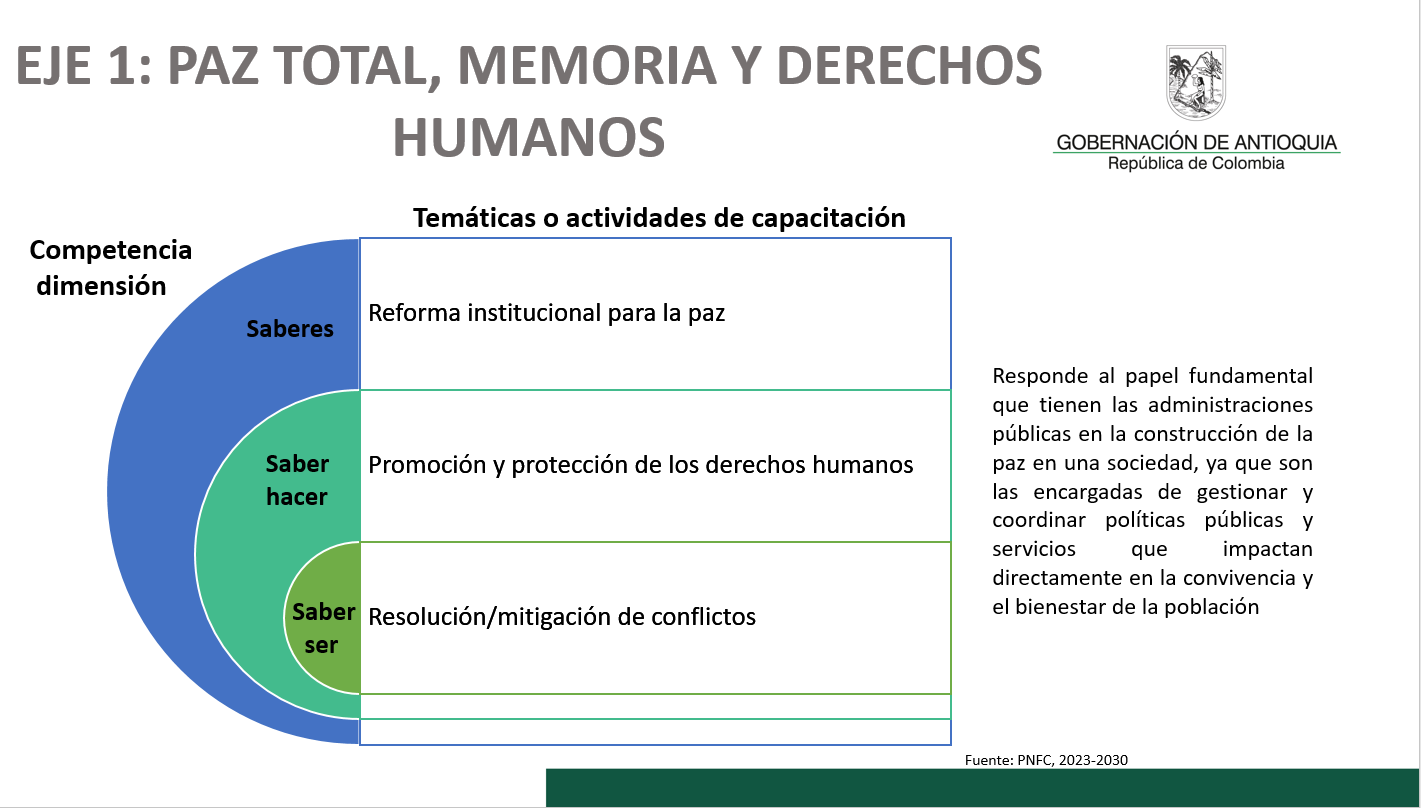 EJE 1: PAZ TOTAL, MEMORIA Y DERECHOS
HUMANOS
GOBERNACIÓN DE ANTIOQUIA
República de Colombia
Temáticas o actividades de capacitación
Competencia
dimensión
Saberes
Reforma institucional para la paz
Saber
hacer
Promoción y protección de los derechos humanos
Saber
ser
Resolución/mitigación de conflictos
Responde al papel fundamental
que tienen las administraciones
públicas en la construcción de la
paz en una sociedad, ya que son
las encargadas de gestionar y
coordinar políticas públicas y
servicios que impactan
directamente en la convivencia y
el bienestar de la población
Fuente: PNFC, 2023-2030